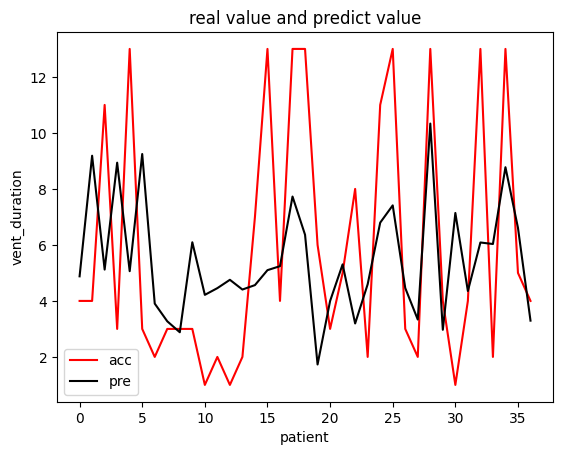 real value and predict value
12
10
8
6
4
2
vent_duration
acc
pre
0 5 10 15 20 25 30 35
patient